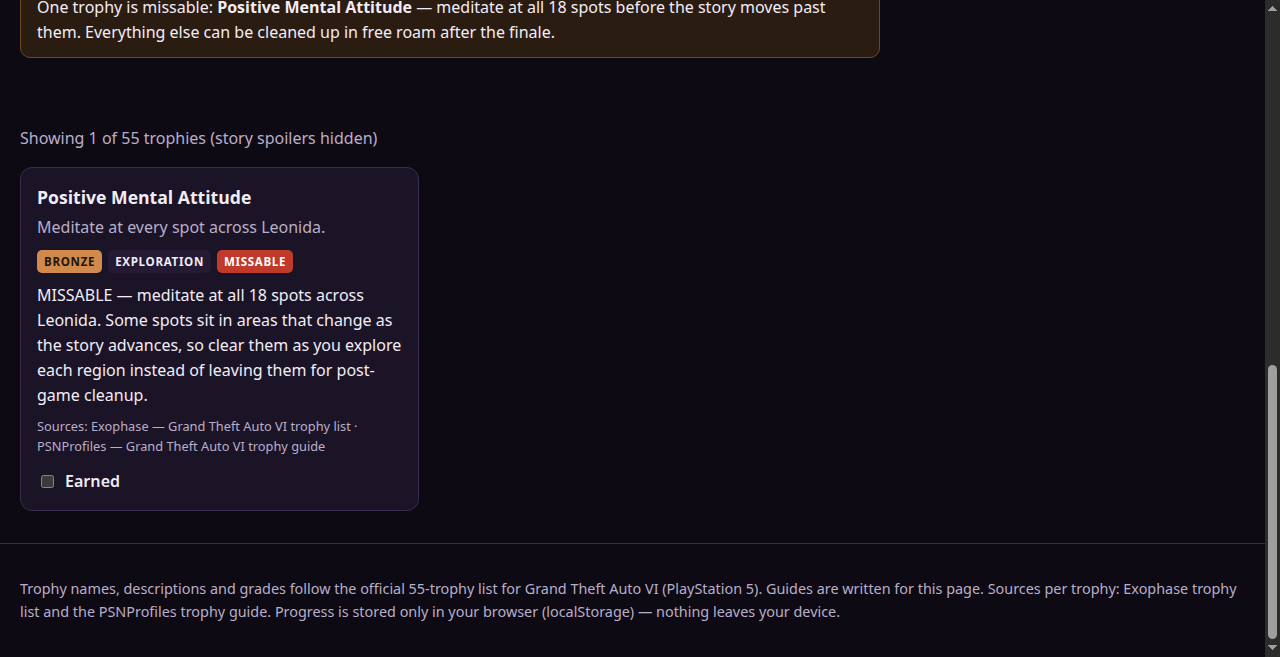 One trophy is missable: Positive Mental Attitude — meditate at all 18 spots before the story moves past
them. Everything else can be cleaned up in free roam after the finale.
Showing 1 of 55 trophies (story spoilers hidden)
Positive Mental Attitude
Meditate at every spot across Leonida.
BRONZE EXPLORATION MISSABLE
MISSABLE — meditate at all 18 spots across
Leonida. Some spots sit in areas that change as
the story advances, so clear them as you explore
each region instead of leaving them for post-
game cleanup.
Sources: Exophase — Grand Theft Auto VI trophy list ·
PSNProfiles — Grand Theft Auto VI trophy guide
Earned
Trophy names, descriptions and grades follow the official 55-trophy list for Grand Theft Auto VI (PlayStation 5). Guides are written for this page. Sources per trophy: Exophase trophy
list and the PSNProfiles trophy guide. Progress is stored only in your browser (localStorage) — nothing leaves your device.